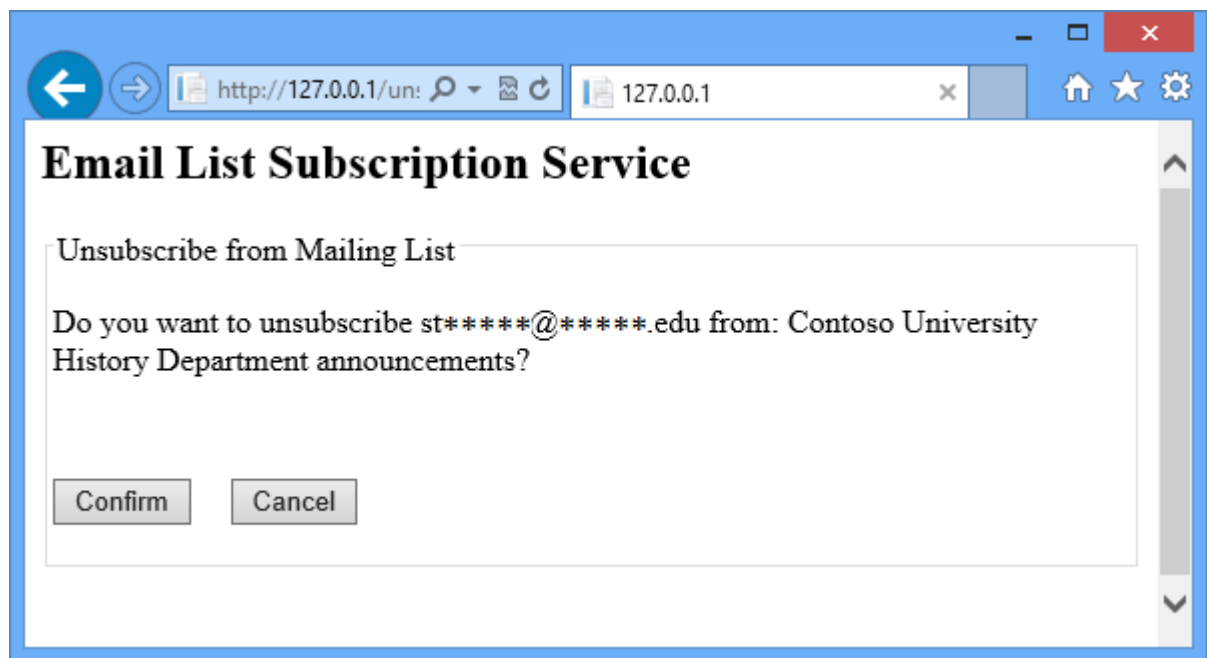 http://127.0.0.1/un
127.0.0.1
Email List Subscription Service
Unsubscribe from Mailing List
Do you want to unsubscribe st*****@*****.edu from: Contoso University
History Department announcements?
Confirm Cancel